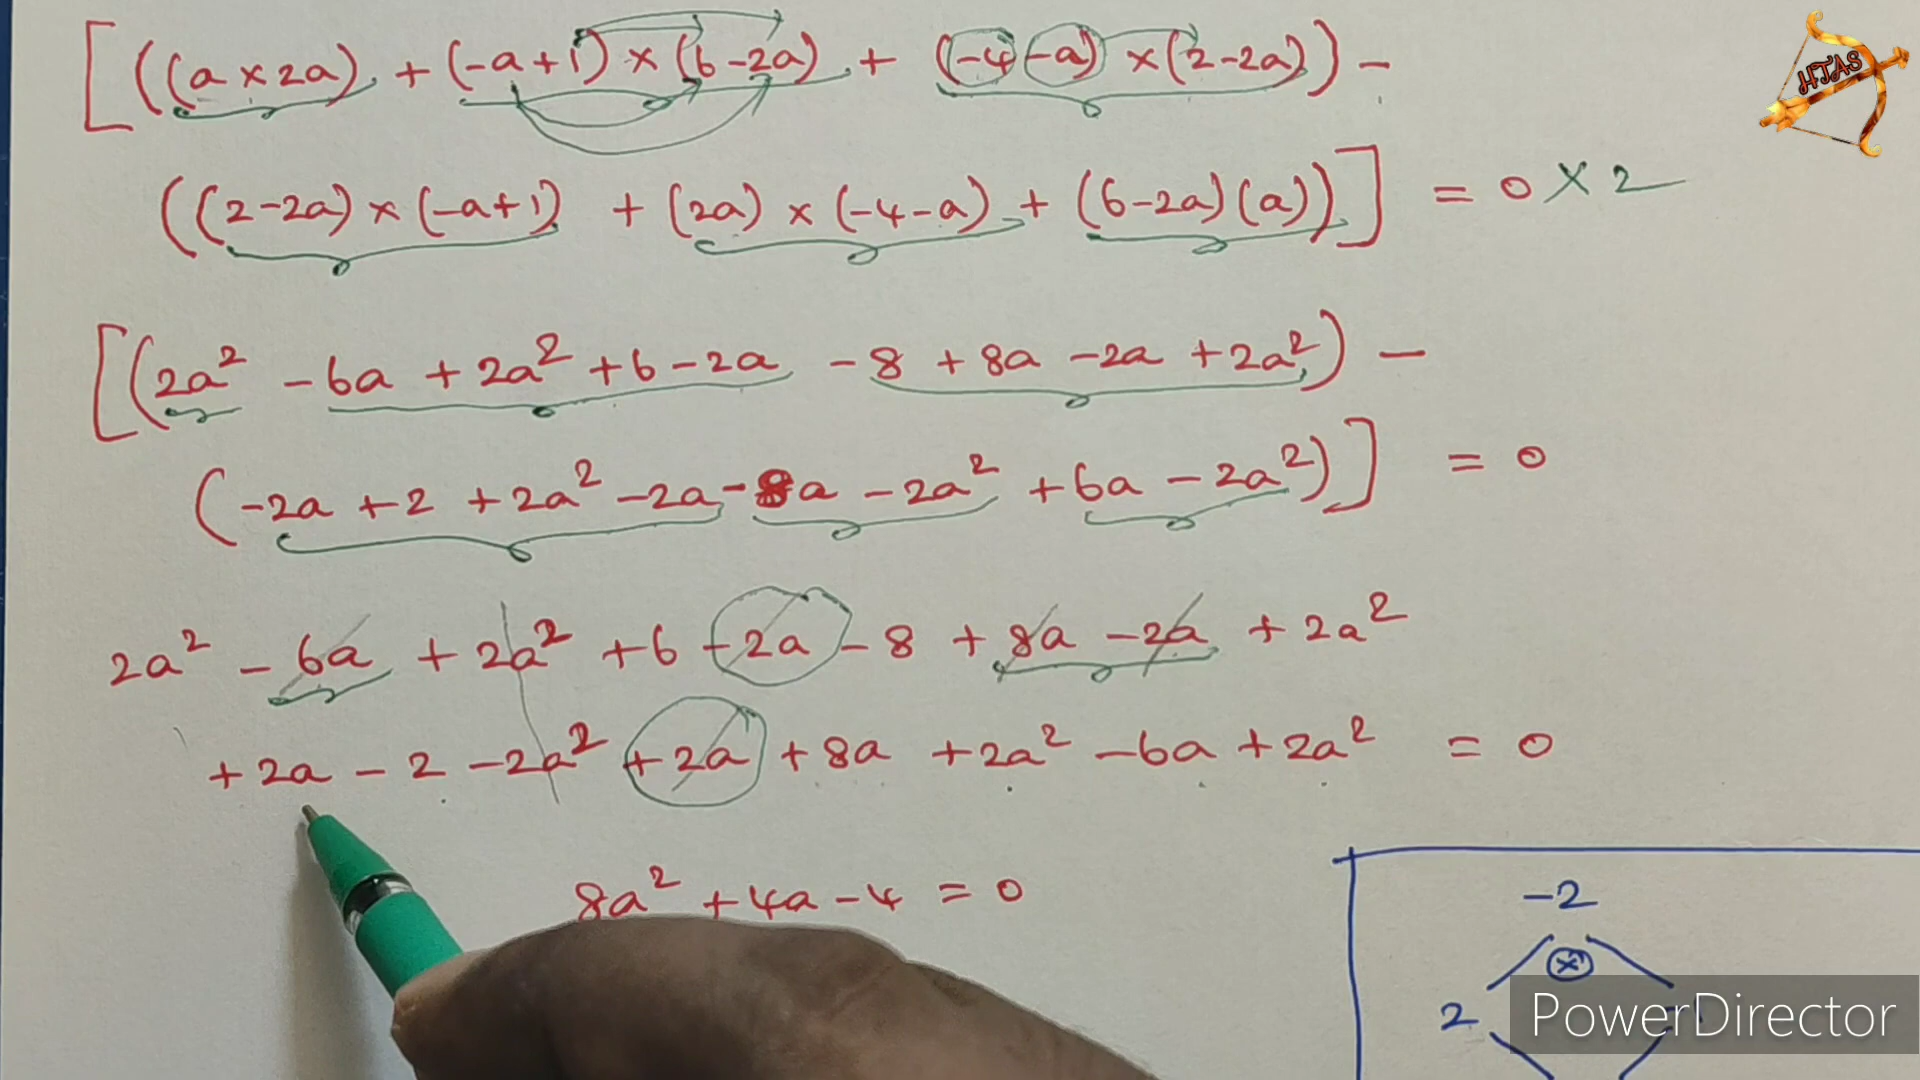 [((a × 2a) + (-a+1) × (6-2a) + (-4-a) × (2-2a)) -
((2-2a) × (-a+1) + (2a) × (-4-a) + (6-2a)(a))] = 0 × 2
[(2a² - 6a + 2a² + 6 - 2a - 8 + 8a - 2a + 2a²) -
(-2a + 2 + 2a² - 2a - 8a - 2a² + 6a - 2a²)] = 0
2a² - 6a + 2a² + 6 - 2a - 8 + 8a - 2a + 2a²
+ 2a - 2 - 2a² + 2a + 8a + 2a² - 6a + 2a² = 0
8a² + 4a - 4 = 0
-2
×
2
HTAS
PowerDirector